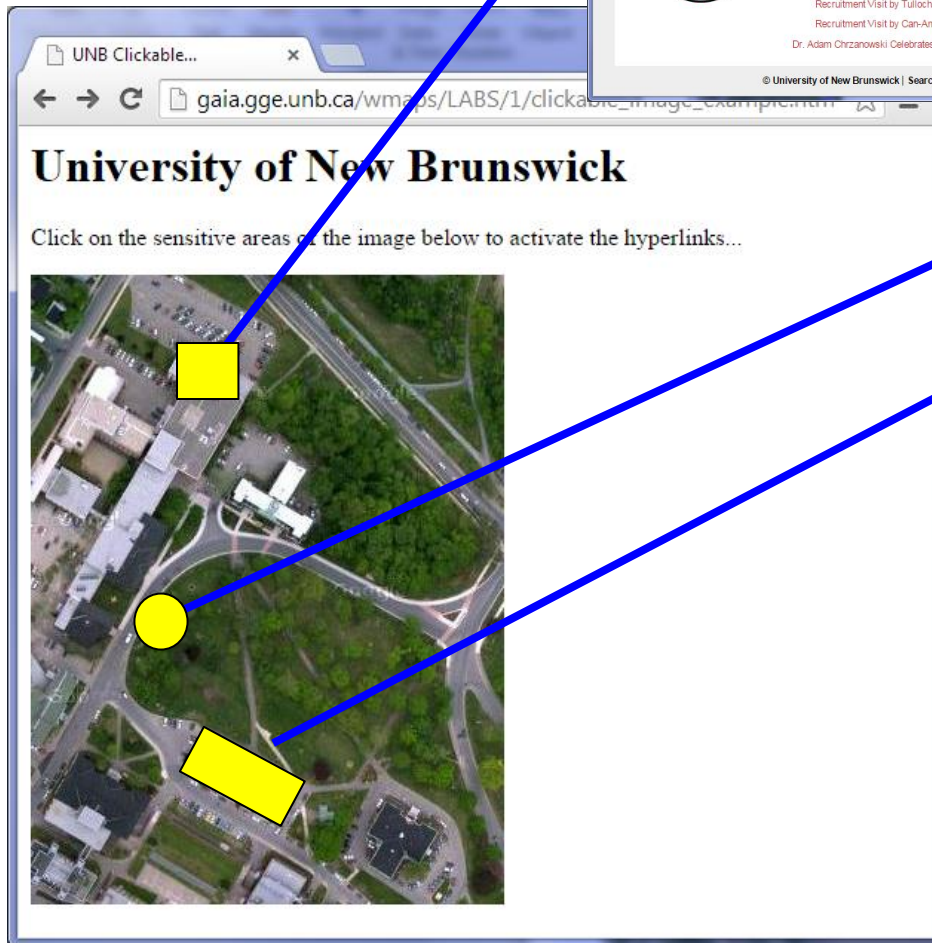 Recruitment Visit by Tulloch
Recruitment Visit by Can-Am
Dr. Adam Chrzanowski Celebrates
© University of New Brunswick | Searc
UNB Clickable...
gaia.gge.unb.ca/wmaps/LABS/1/clickable_image_example.htm
University of New Brunswick
Click on the sensitive areas of the image below to activate the hyperlinks...